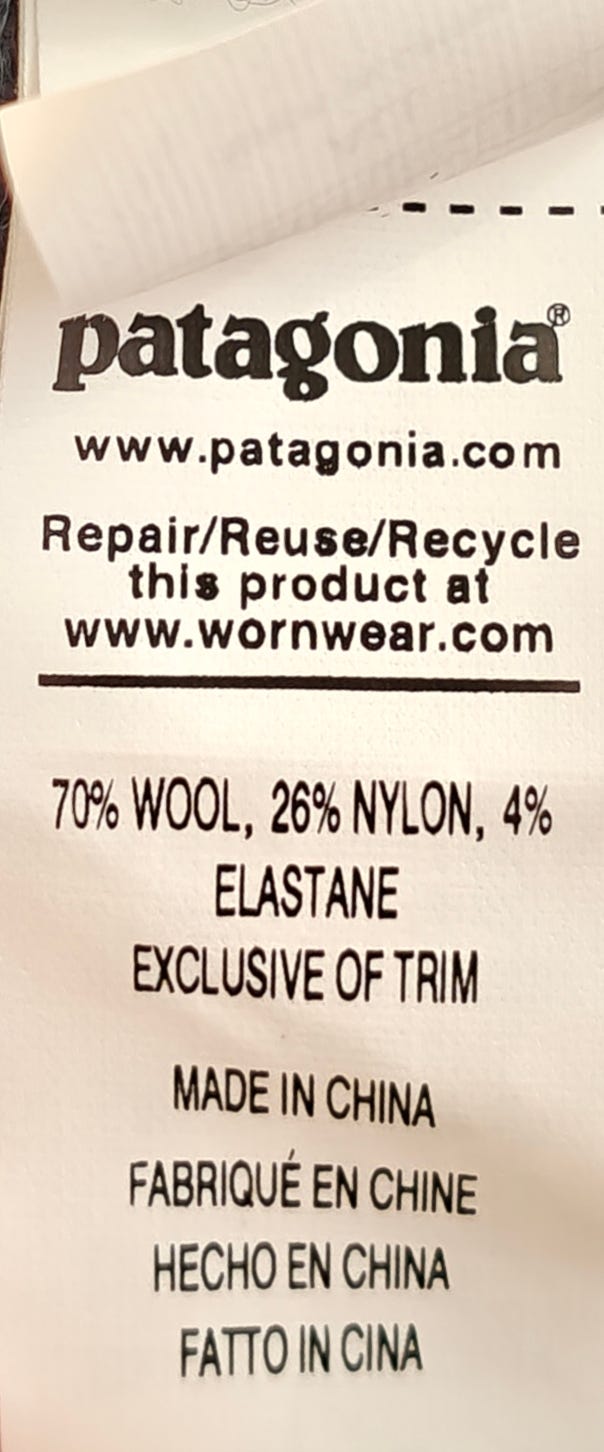 patagonia®
www.patagonia.com
Repair/Reuse/Recycle
this product at
www.wornwear.com
70% WOOL, 26% NYLON, 4%
ELASTANE
EXCLUSIVE OF TRIM
MADE IN CHINA
FABRIQUÉ EN CHINE
HECHO EN CHINA
FATTO IN CINA